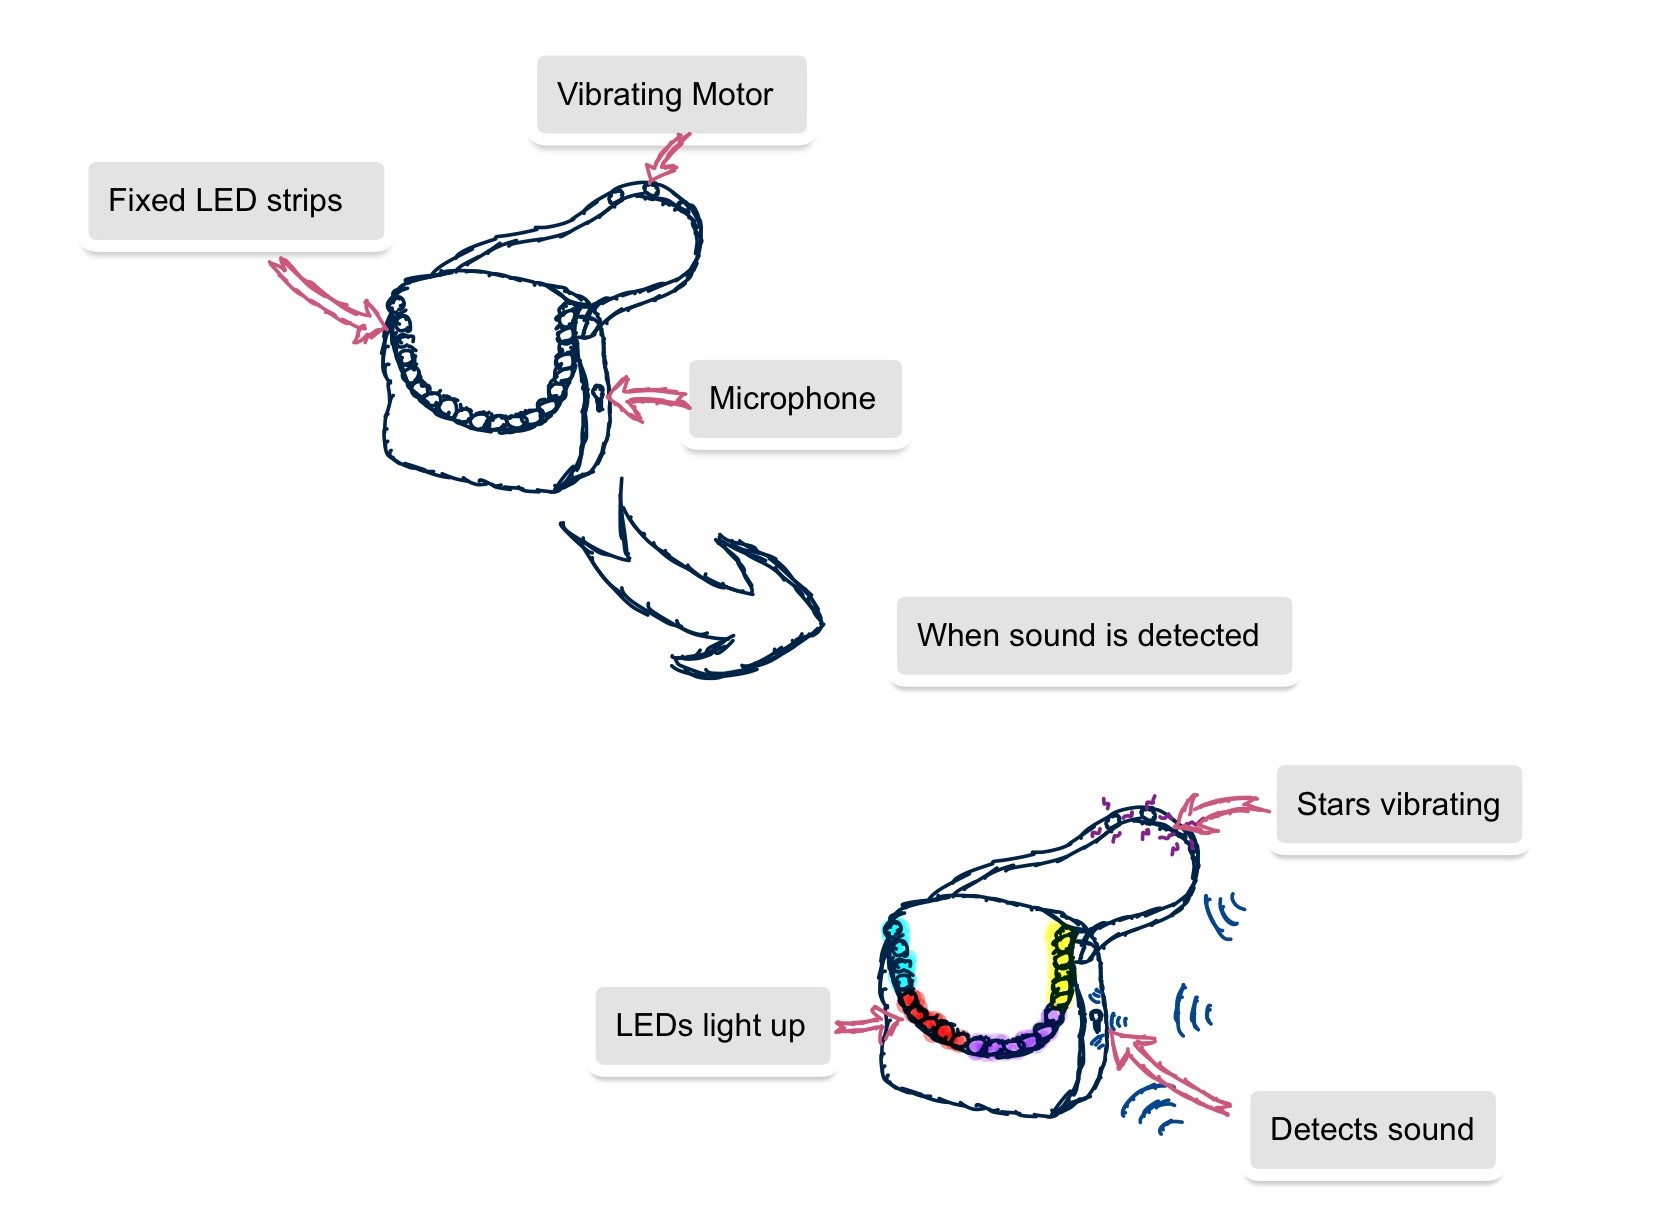 Vibrating Motor
Fixed LED strips
Microphone
When sound is detected
Stars vibrating
LEDs light up
Detects sound